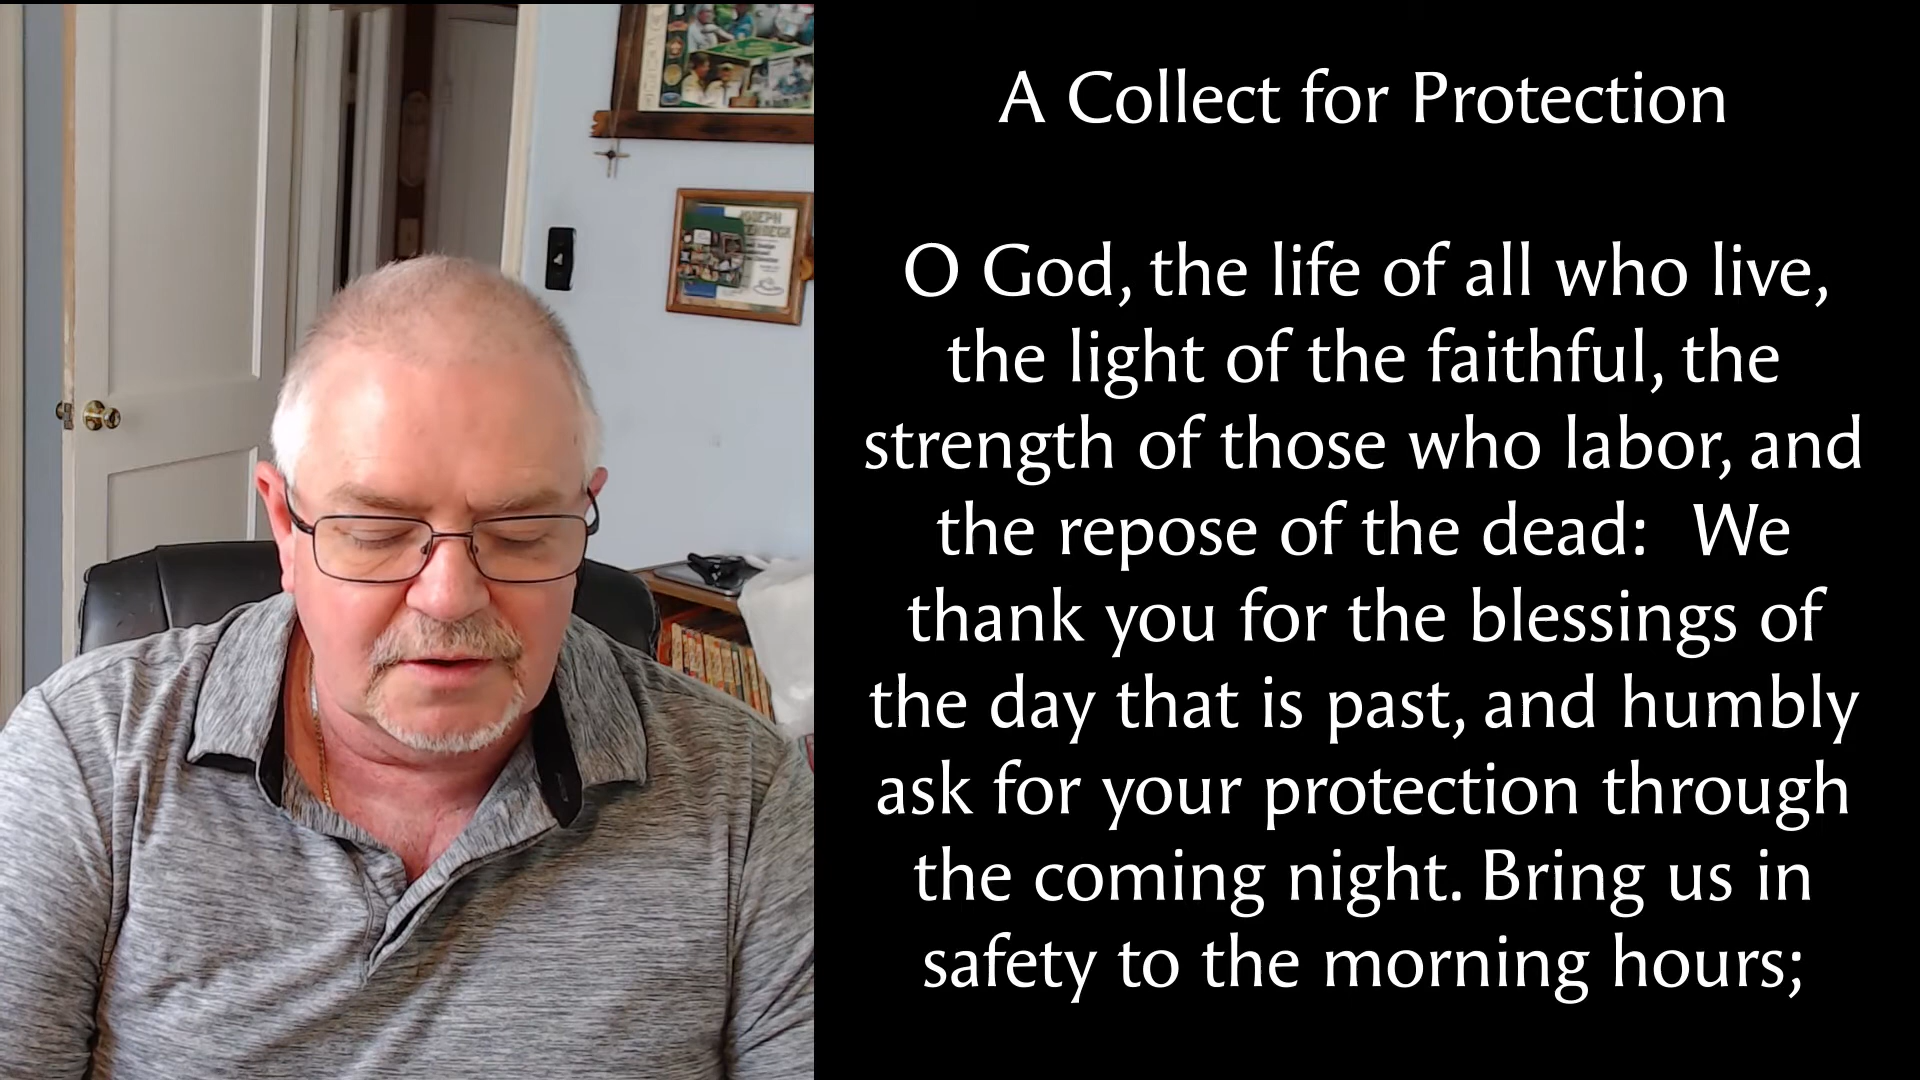 A Collect for Protection
O God, the life of all who live,
the light of the faithful, the
strength of those who labor, and
the repose of the dead:   We
thank you for the blessings of
the day that is past, and humbly
ask for your protection through
the coming night. Bring us in
safety to the morning hours;
JOSEPH